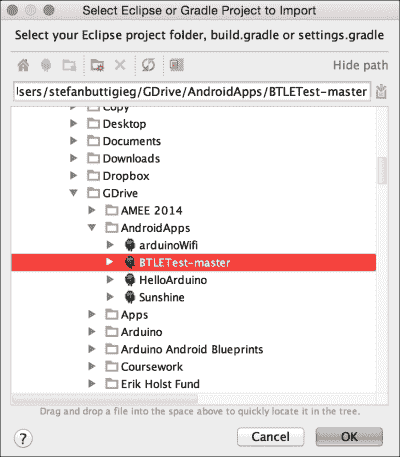 Select Eclipse or Gradle Project to Import
Select your Eclipse project folder, build.gradle or settings.gradle
Hide path
Users/stefanbuttigieg/GDrive/AndroidApps/BTLETest-master
Copy
Desktop
Documents
Downloads
Dropbox
GDrive
AMEE 2014
AndroidApps
arduinoWifi
BTLETest-master
HelloArduino
Sunshine
Apps
Arduino
Arduino Android Blueprints
Coursework
Erik Holst Fund
Drag and drop a file into the space above to quickly locate it in the tree.
?
Cancel
OK